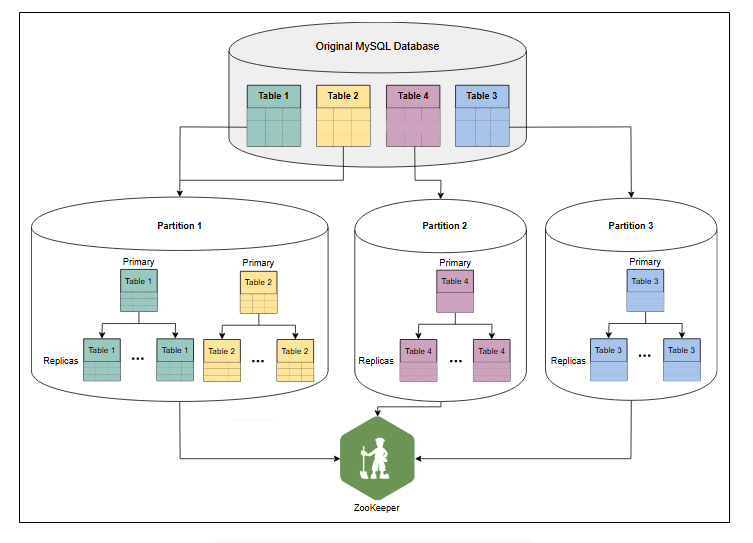 Original MySQL Database
Table 1
Table 2
Table 4
Table 3
Partition 1
Partition 2
Partition 3
Primary
Primary
Primary
Primary
Table 1
Table 2
Table 4
Table 3
Replicas
Table 1
...
Table 1
Table 2
...
Table 2
Replicas
Table 4
...
Table 4
Replicas
Table 3
...
Table 3
ZooKeeper